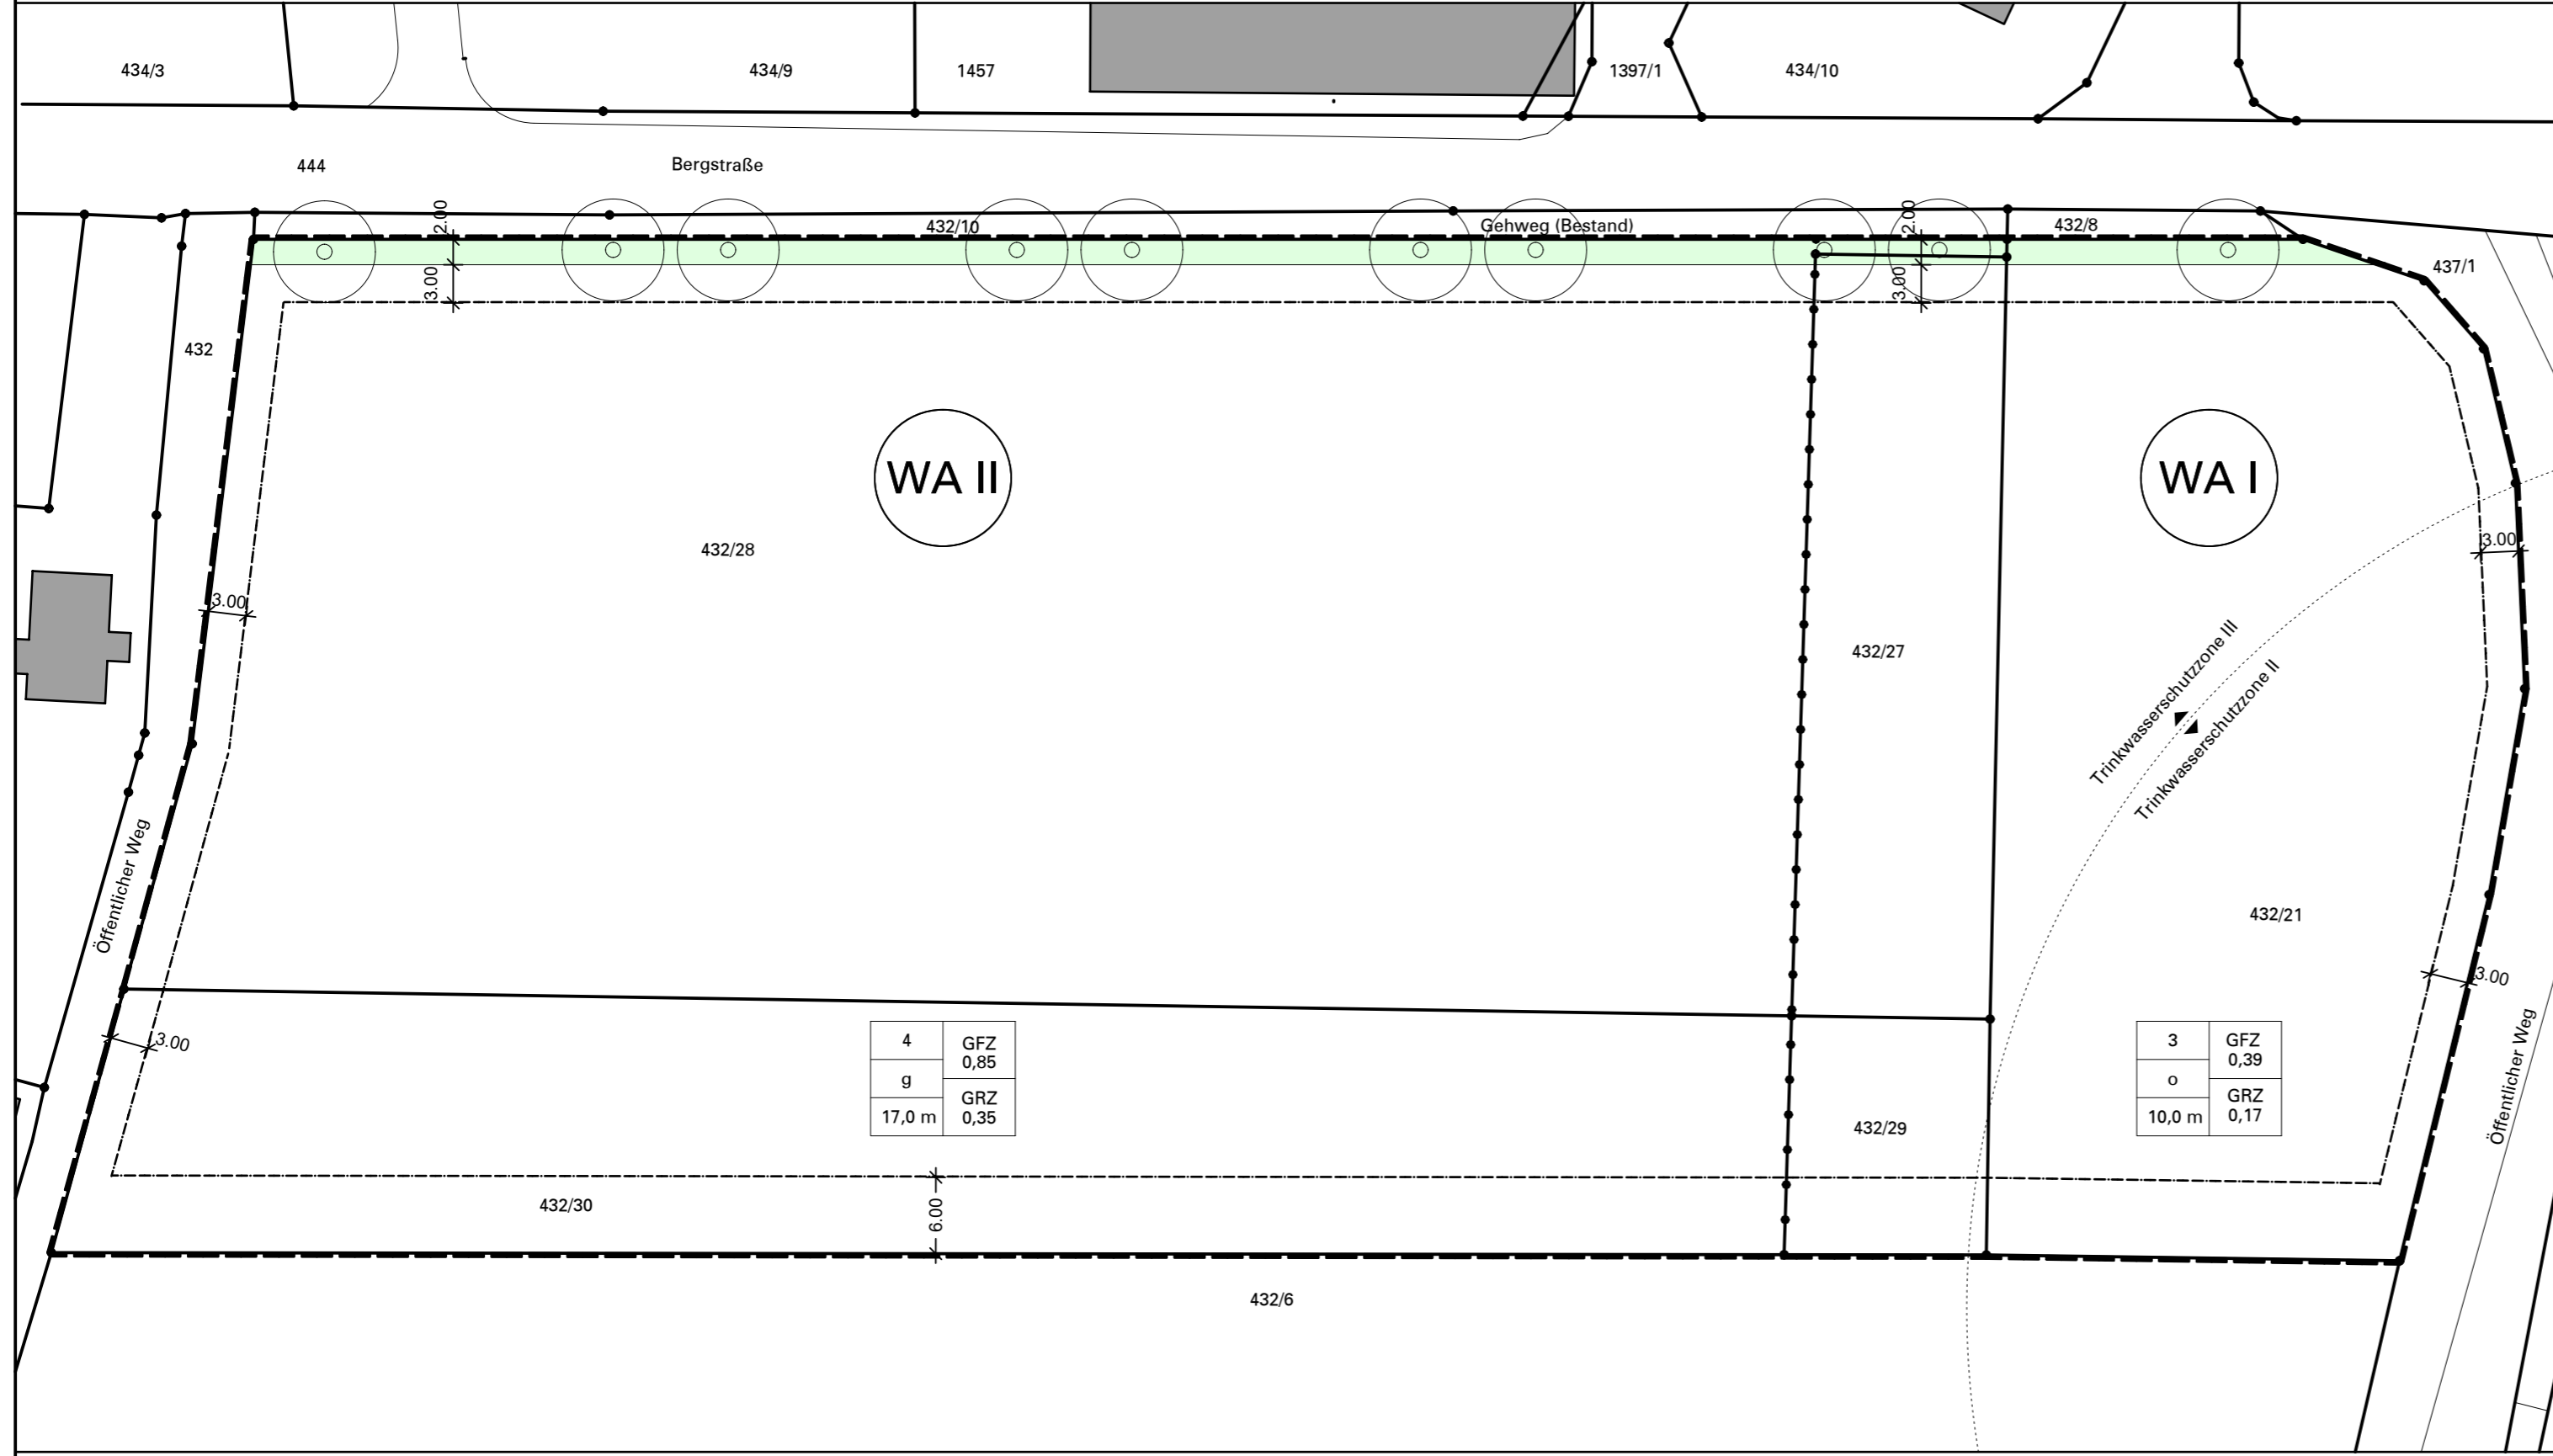 434/3
434/9
1457
1397/1
434/10
444
Bergstraße
2.00
432/10
Gehweg (Bestand)
2.00
432/8
437/1
3.00
3.00
432
WA II
WA I
432/28
3.00
3.00
432/27
Trinkwasserschutzzone III
Trinkwasserschutzzone II
Öffentlicher Weg
432/21
3.00
3.00
4
GFZ
0,85
g
GRZ
0,35
17,0 m
3
GFZ
0,39
o
GRZ
0,17
10,0 m
Öffentlicher Weg
432/29
432/30
6.00
432/6